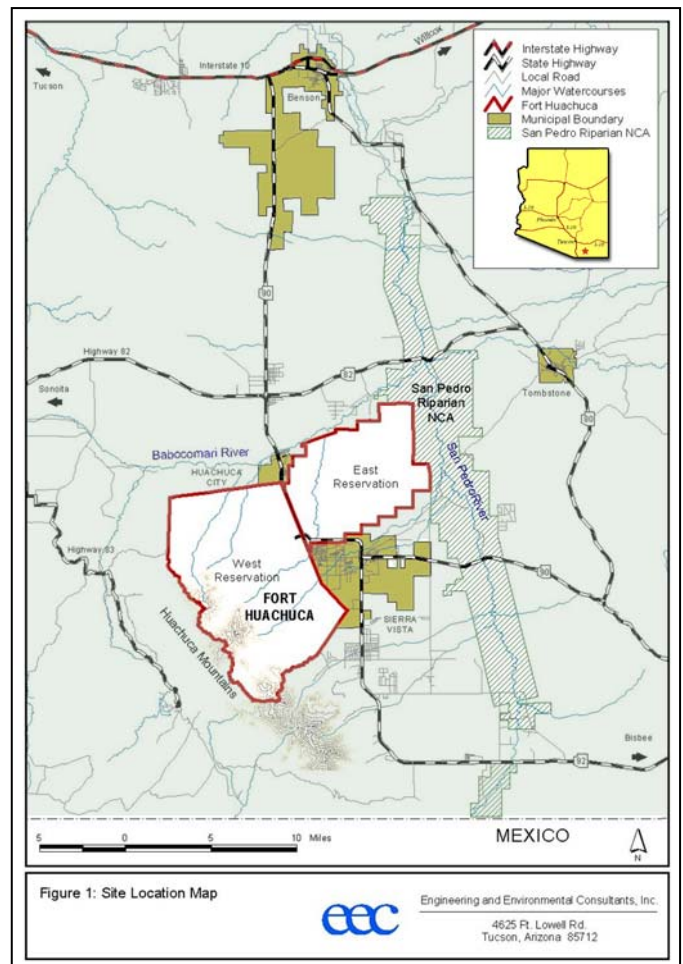 Interstate Highway
State Highway
Local Road
Major Watercourses
Fort Huachuca
Municipal Boundary
San Pedro Riparian NCA
Phoenix
Tucson
Willcox
Interstate 10
Tucson
Benson
90
Highway 82
82
Sonoita
San Pedro
Riparian
NCA
Tombstone
80
Babocomari River
HUACHUCA
CITY
East
Reservation
San Pedro River
Highway 83
West
Reservation
FORT
HUACHUCA
90
Huachuca Mountains
SIERRA
VISTA
Bisbee
92
5 0 5 10 Miles
MEXICO
N
Figure 1: Site Location Map
eec
Engineering and Environmental Consultants, Inc.
4625 Ft. Lowell Rd.
Tucson, Arizona 85712